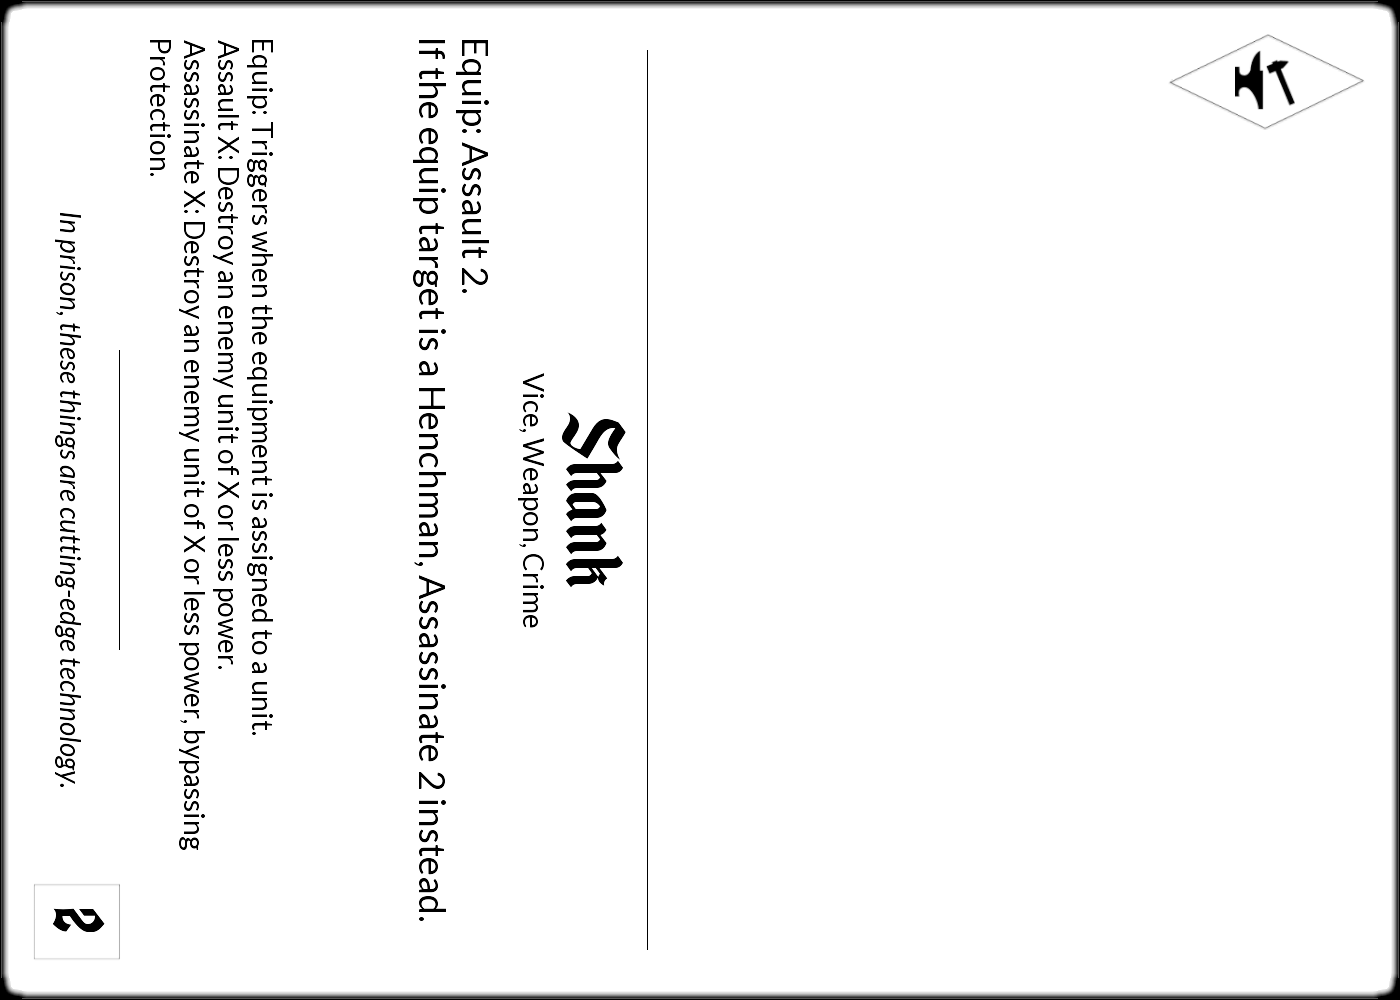 Shank
Vice, Weapon, Crime
Equip: Assault 2.
If the equip target is a Henchman, Assassinate 2 instead.
Equip: Triggers when the equipment is assigned to a unit.
Assault X: Destroy an enemy unit of X or less power.
Assassinate X: Destroy an enemy unit of X or less power, bypassing
Protection.
In prison, these things are cutting-edge technology.
2